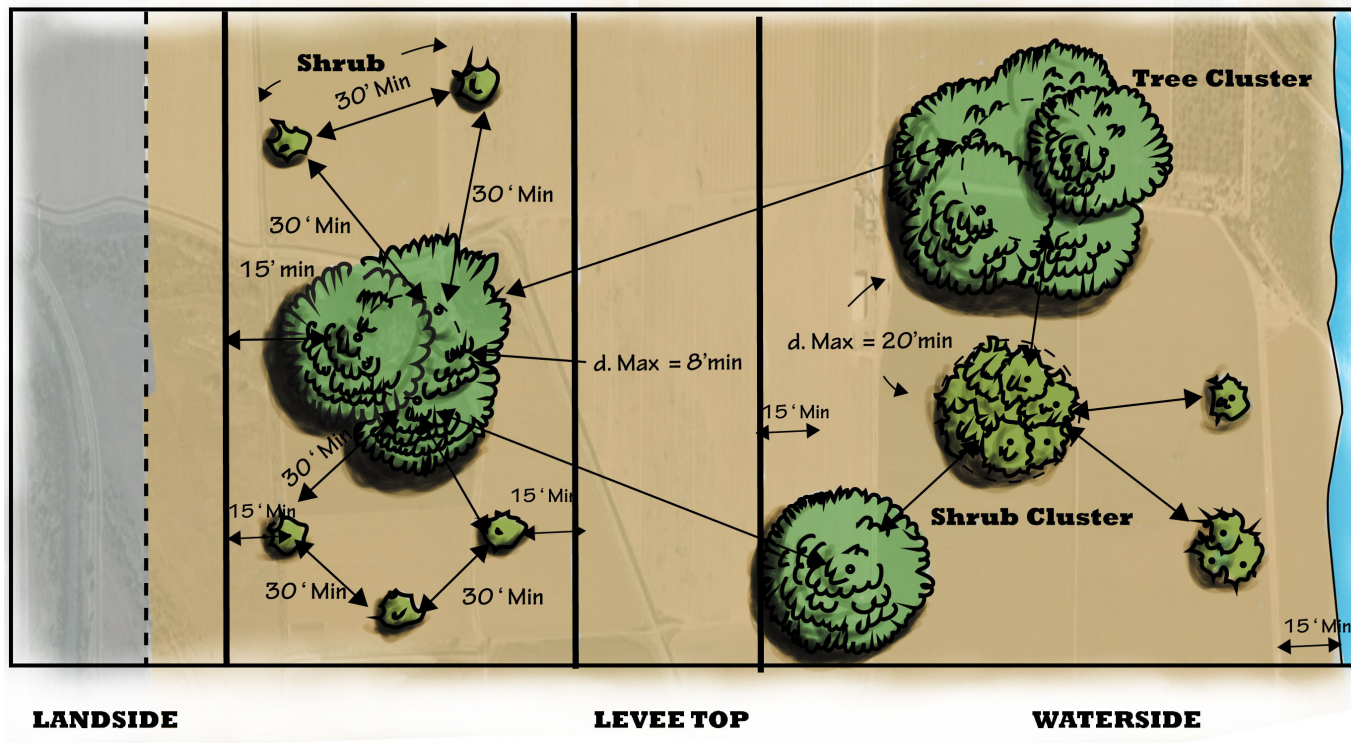 Shrub
30' Min
Tree Cluster
30 ‘ Min
30 ‘ Min
15’ min
d. Max = 20’min
d. Max = 8’min
15 ‘ Min
30 ‘ Min
15 ‘ Min
15 ‘ Min
Shrub Cluster
30 ‘ Min
30 ‘ Min
15 ‘ Min
LANDSIDE
LEVEE TOP
WATERSIDE